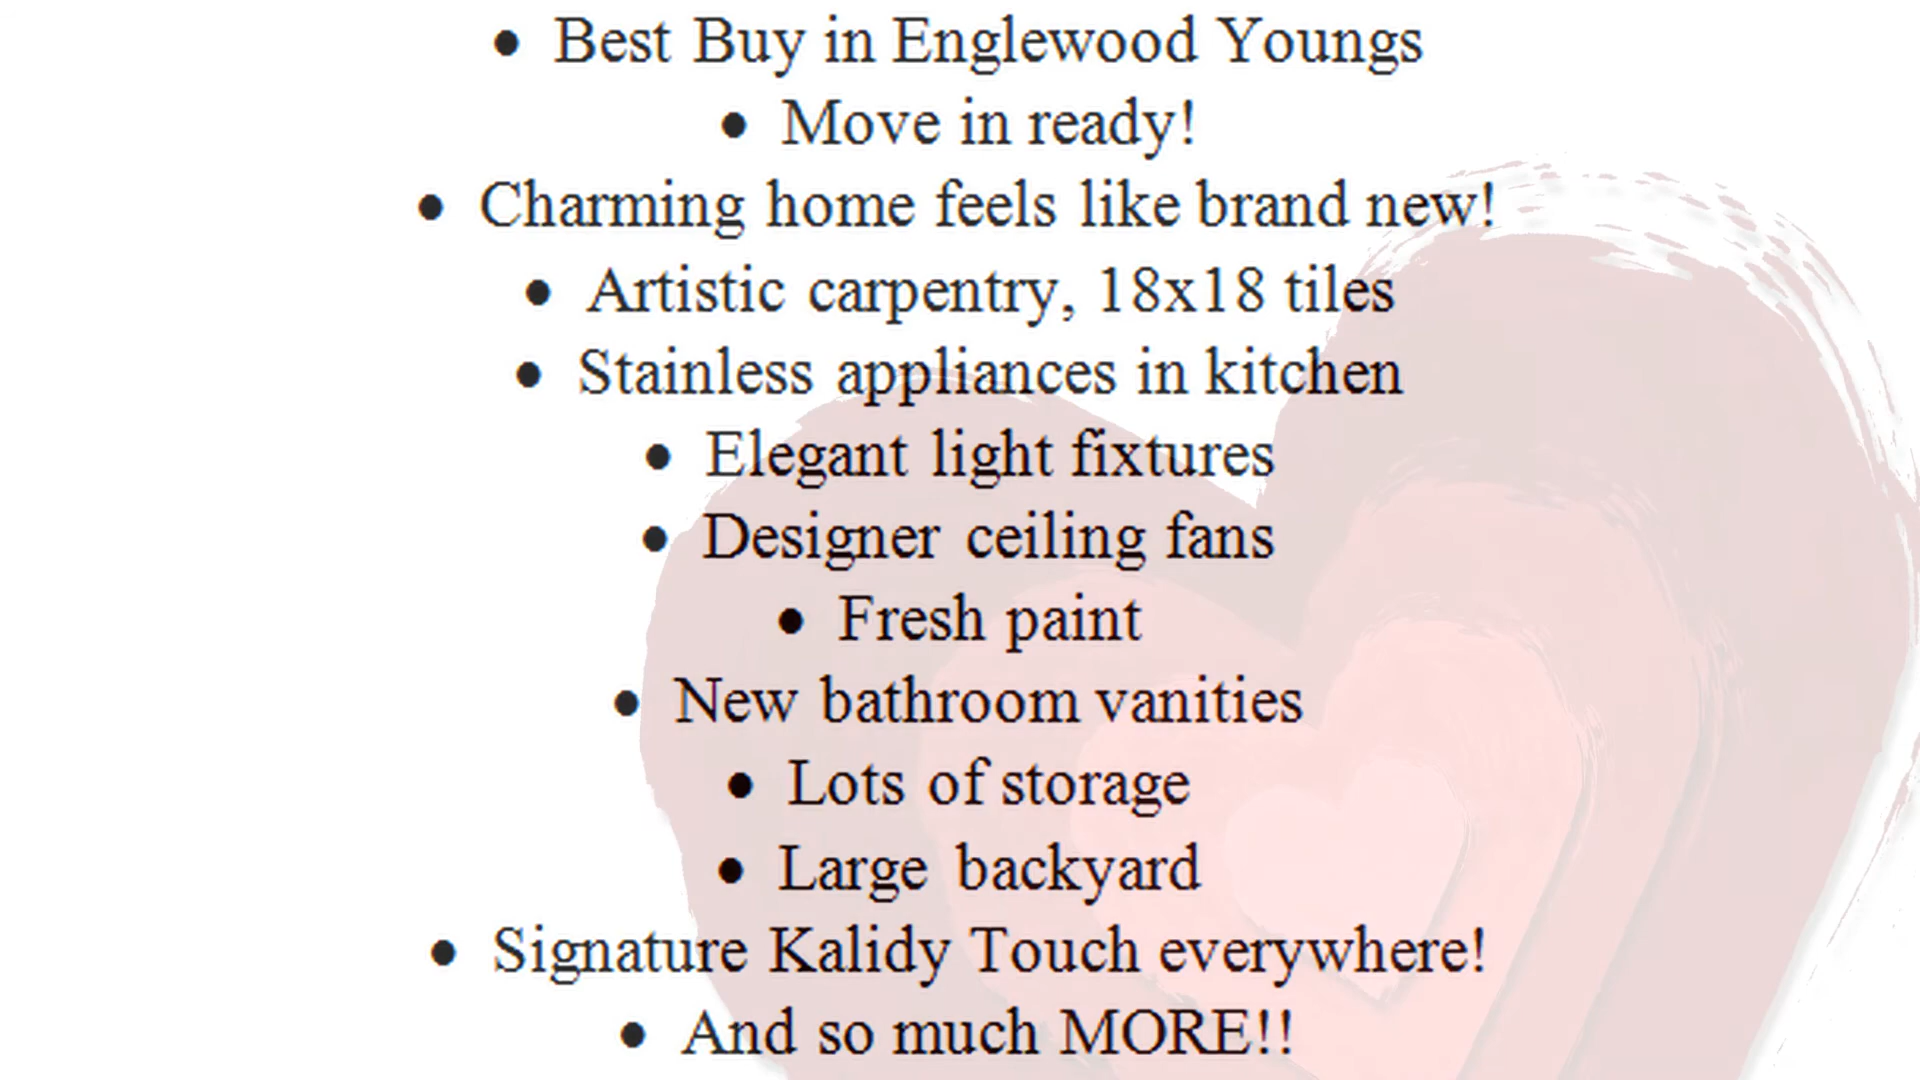 • Best Buy in Englewood Youngs
• Move in ready!
• Charming home feels like brand new!
• Artistic carpentry, 18x18 tiles
• Stainless appliances in kitchen
• Elegant light fixtures
• Designer ceiling fans
• Fresh paint
• New bathroom vanities
• Lots of storage
• Large backyard
• Signature Kalidy Touch everywhere!
• And so much MORE!!